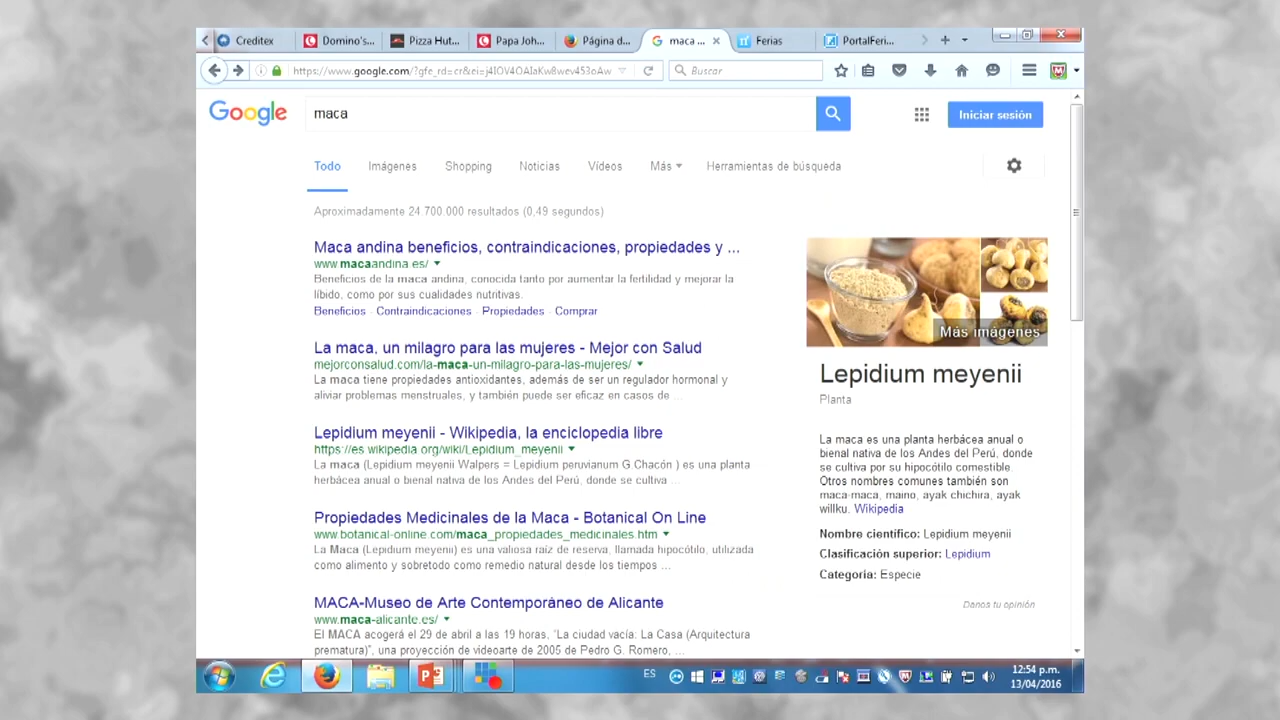 Creditex
Domino's...
Pizza Hut...
Papa Joh...
Página d...
maca ...
Ferias
PortalFeri...
Buscar
Google
maca
Iniciar sesión
Todo Imágenes Shopping Noticias Vídeos Más Herramientas de búsqueda
Aproximadamente 24 700.000 resultados (0,49 segundos)
Maca andina beneficios, contraindicaciones, propiedades y ...
www.macaandina.es/
Beneficios de la maca andina, conocida tanto por aumentar la fertilidad y mejorar la
líbido, como por sus cualidades nutritivas.
Beneficios - Contraindicaciones - Propiedades - Comprar
La maca, un milagro para las mujeres - Mejor con Salud
mejorconsalud.com/la-maca-un-milagro-para-las-mujeres/
La maca tiene propiedades antioxidantes, además de ser un regulador hormonal y
aliviar problemas menstruales, y también puede ser eficaz en casos de ...
Lepidium meyenii - Wikipedia, la enciclopedia libre
https://es.wikipedia.org/wiki/Lepidium_meyenii
La maca (Lepidium meyenii Walpers = Lepidium peruvianum G.Chacón ) es una planta
herbácea anual o bienal nativa de los Andes del Perú, donde se cultiva ...
Propiedades Medicinales de la Maca - Botanical On Line
www.botanical-online.com/maca_propiedades_medicinales.htm
La Maca (Lepidium meyenii) es una valiosa raíz de reserva, llamada hipocótilo, utilizada
como alimento y sobretodo como remedio natural desde los tiempos ...
MACA-Museo de Arte Contemporáneo de Alicante
www.maca-alicante.es/
El MACA acogerá el 29 de abril a las 19 horas, "La ciudad vacía: La Casa (Arquitectura
prematura)", una proyección de videoarte de 2005 de Pedro G. Romero, ...
Más imágenes
Lepidium meyenii
Planta
La maca es una planta herbácea anual o
bienal nativa de los Andes del Perú, donde
se cultiva por su hipocótilo comestible.
Otros nombres comunes también son
maca-maca, maino, ayak chichira, ayak
willku. Wikipedia
Nombre científico: Lepidium meyenii
Clasificación superior: Lepidium
Categoría: Especie
Danos tu opinión
ES
12:54 p.m.
13/04/2016